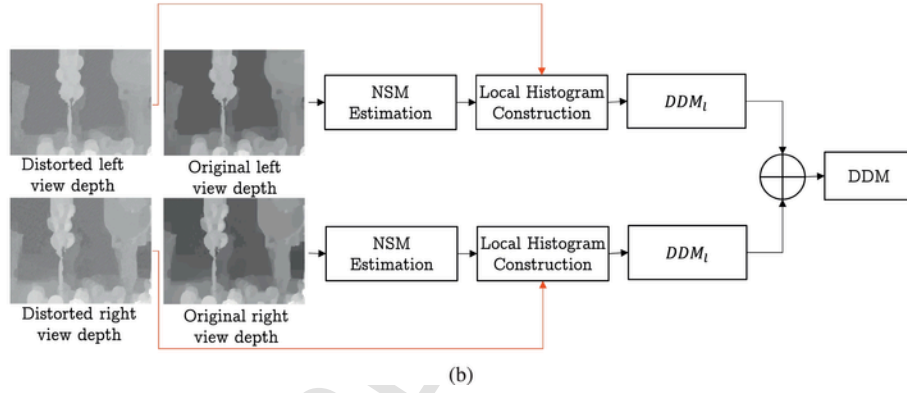 NSM
Estimation
Local Histogram
Construction
DDM_l
Distorted left
view depth
Original left
view depth
DDM
NSM
Estimation
Local Histogram
Construction
DDM_l
Distorted right
view depth
Original right
view depth
(b)